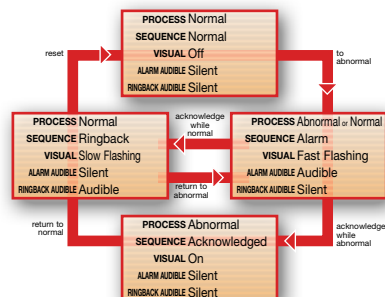 PROCESS Normal
SEQUENCE Normal
VISUAL Off
ALARM AUDIBLE Silent
RINGBACK AUDIBLE Silent
reset
to
abnormal
PROCESS Normal
SEQUENCE Ringback
VISUAL Slow Flashing
ALARM AUDIBLE Silent
RINGBACK AUDIBLE Audible
acknowledge
while
normal
return to
abnormal
PROCESS Abnormal or Normal
SEQUENCE Alarm
VISUAL Fast Flashing
ALARM AUDIBLE Audible
RINGBACK AUDIBLE Silent
return to
normal
acknowledge
while
abnormal
PROCESS Abnormal
SEQUENCE Acknowledged
VISUAL On
ALARM AUDIBLE Silent
RINGBACK AUDIBLE Silent